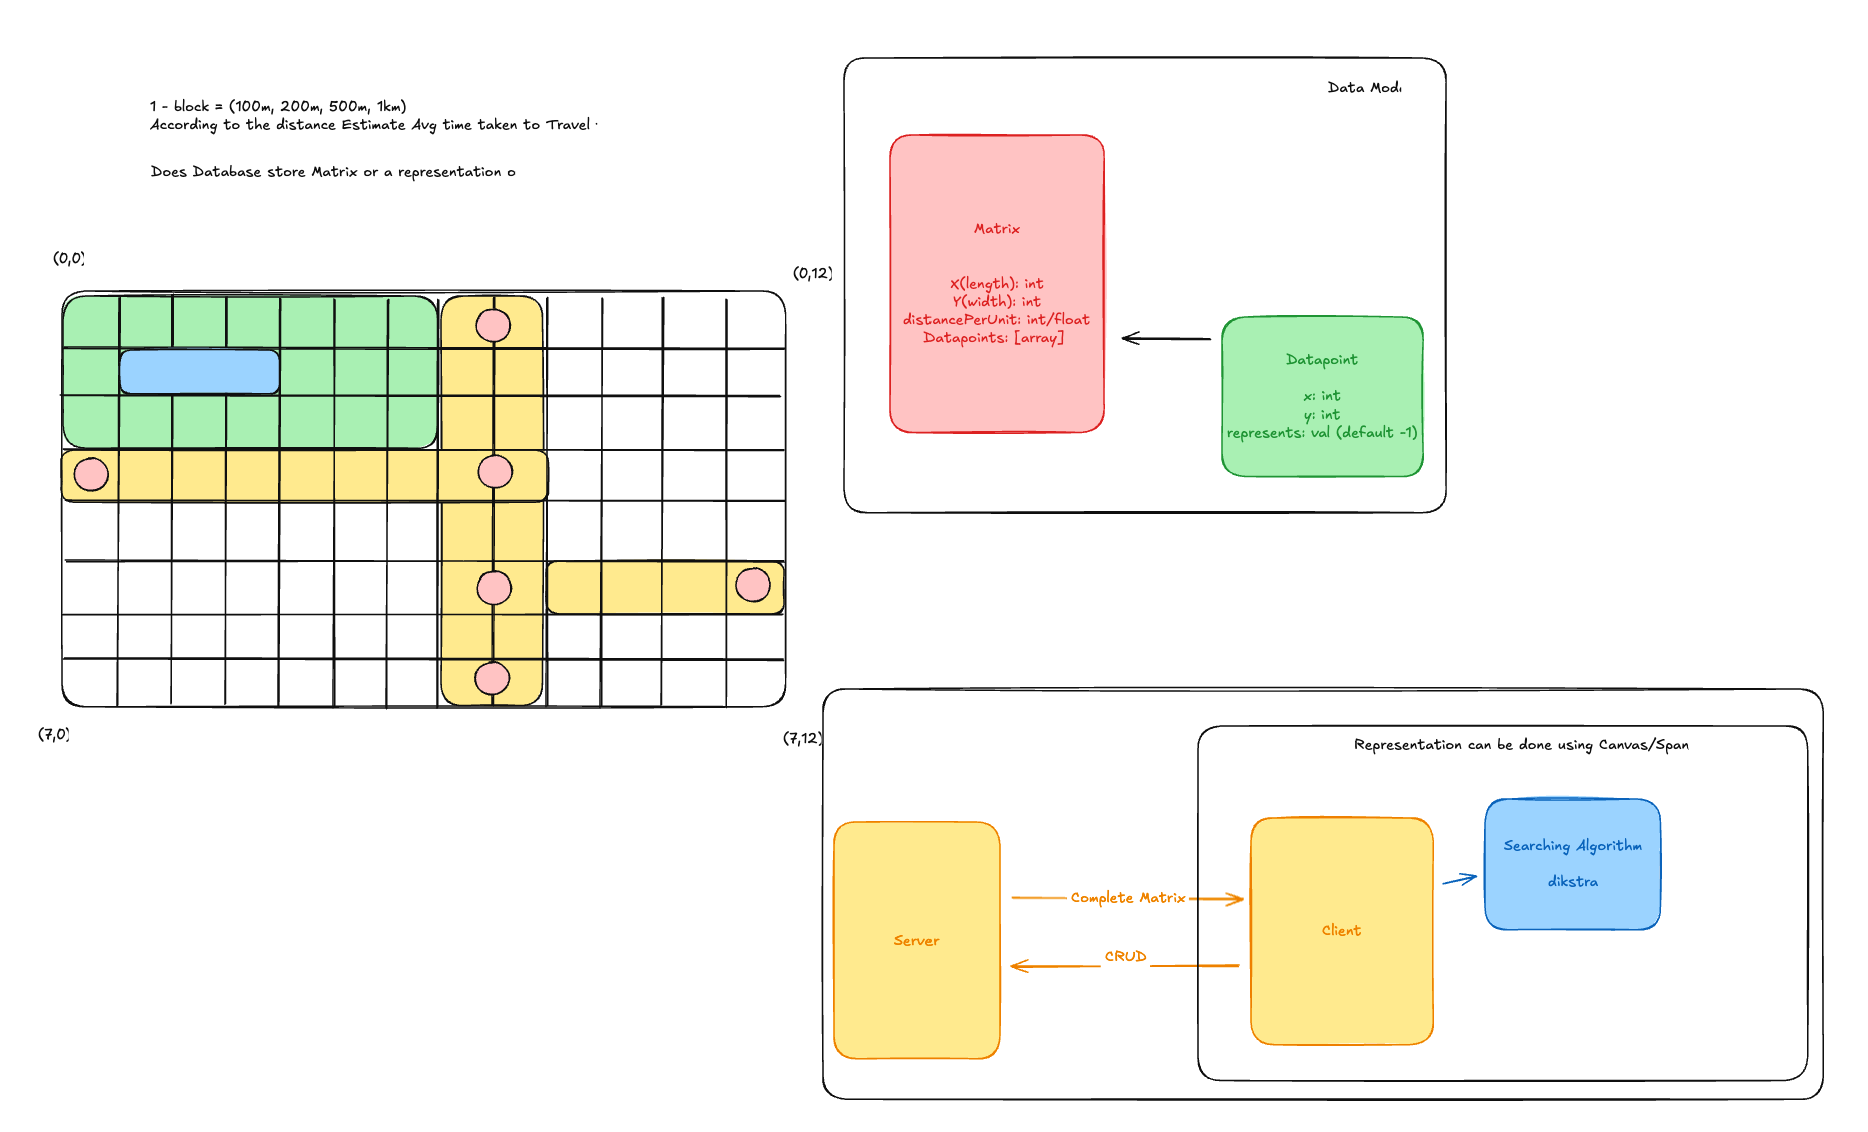 1 - block = (100m, 200m, 500m, 1km)
According to the distance Estimate Avg time taken to Travel
Does Database store Matrix or a representation o
(0,0)
(0,12)
(7,0)
(7,12)
Data Mod
Matrix
X(length): int
Y(width): int
distancePerUnit: int/float
Datapoints: [array]
Datapoint
x: int
y: int
represents: val (default -1)
Representation can be done using Canvas/Span
Server
Complete Matrix
CRUD
Client
Searching Algorithm
dikstra